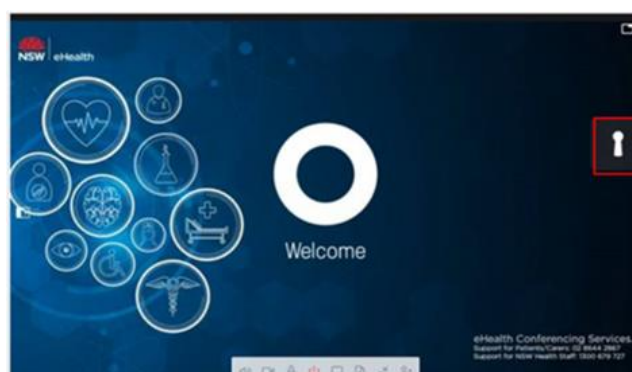 NSW eHealth
Welcome
eHealth Conferencing Services.
Support for Patients/Carers: 02 8644 2667
Support for NSW Health Staff: 1300 679 727